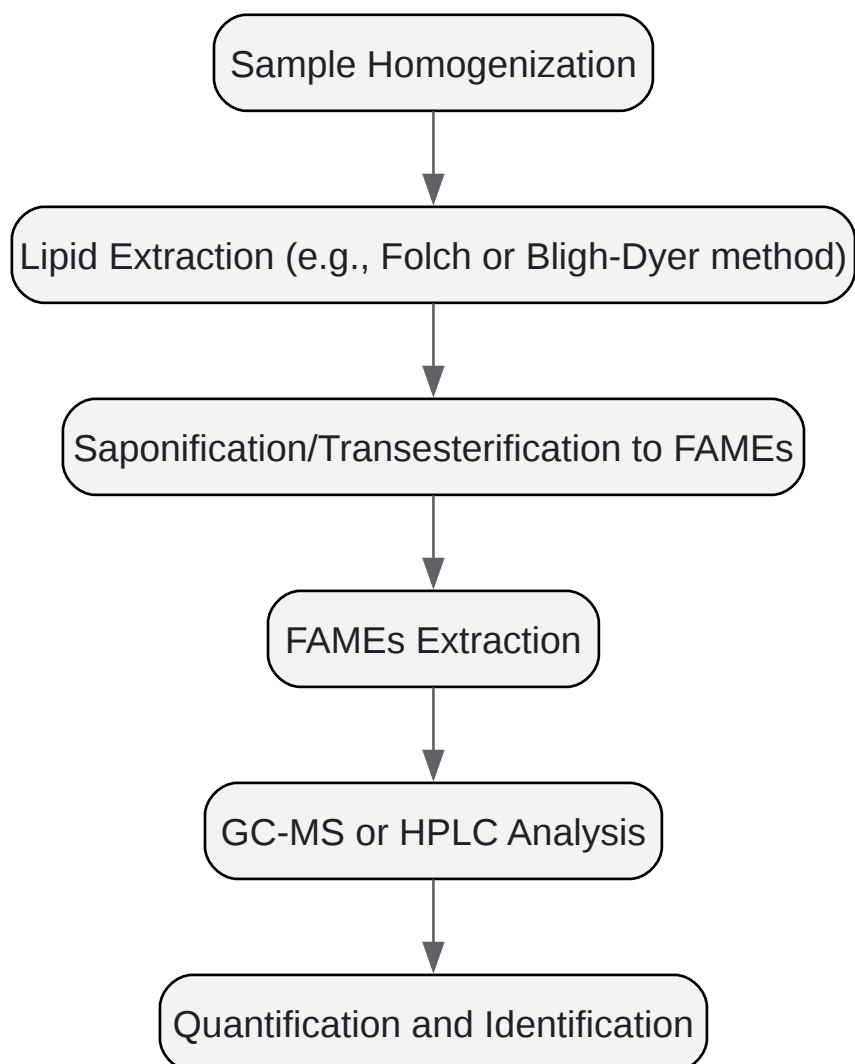 Sample Homogenization
Lipid Extraction (e.g., Folch or Bligh-Dyer method)
Saponification/Transesterification to FAMEs
FAMEs Extraction
GC-MS or HPLC Analysis
Quantification and Identification